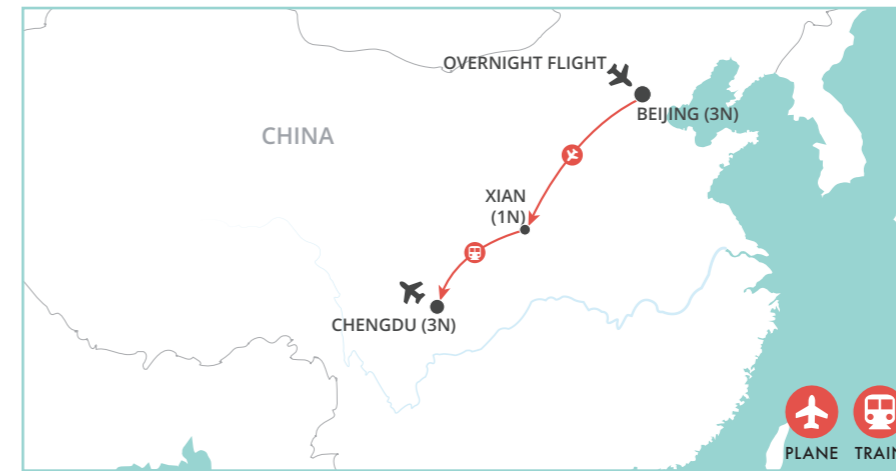 OVERNIGHT FLIGHT
BEIJING (3N)
CHINA
XIAN
(1N)
CHENGDU (3N)
PLANE
TRAIN